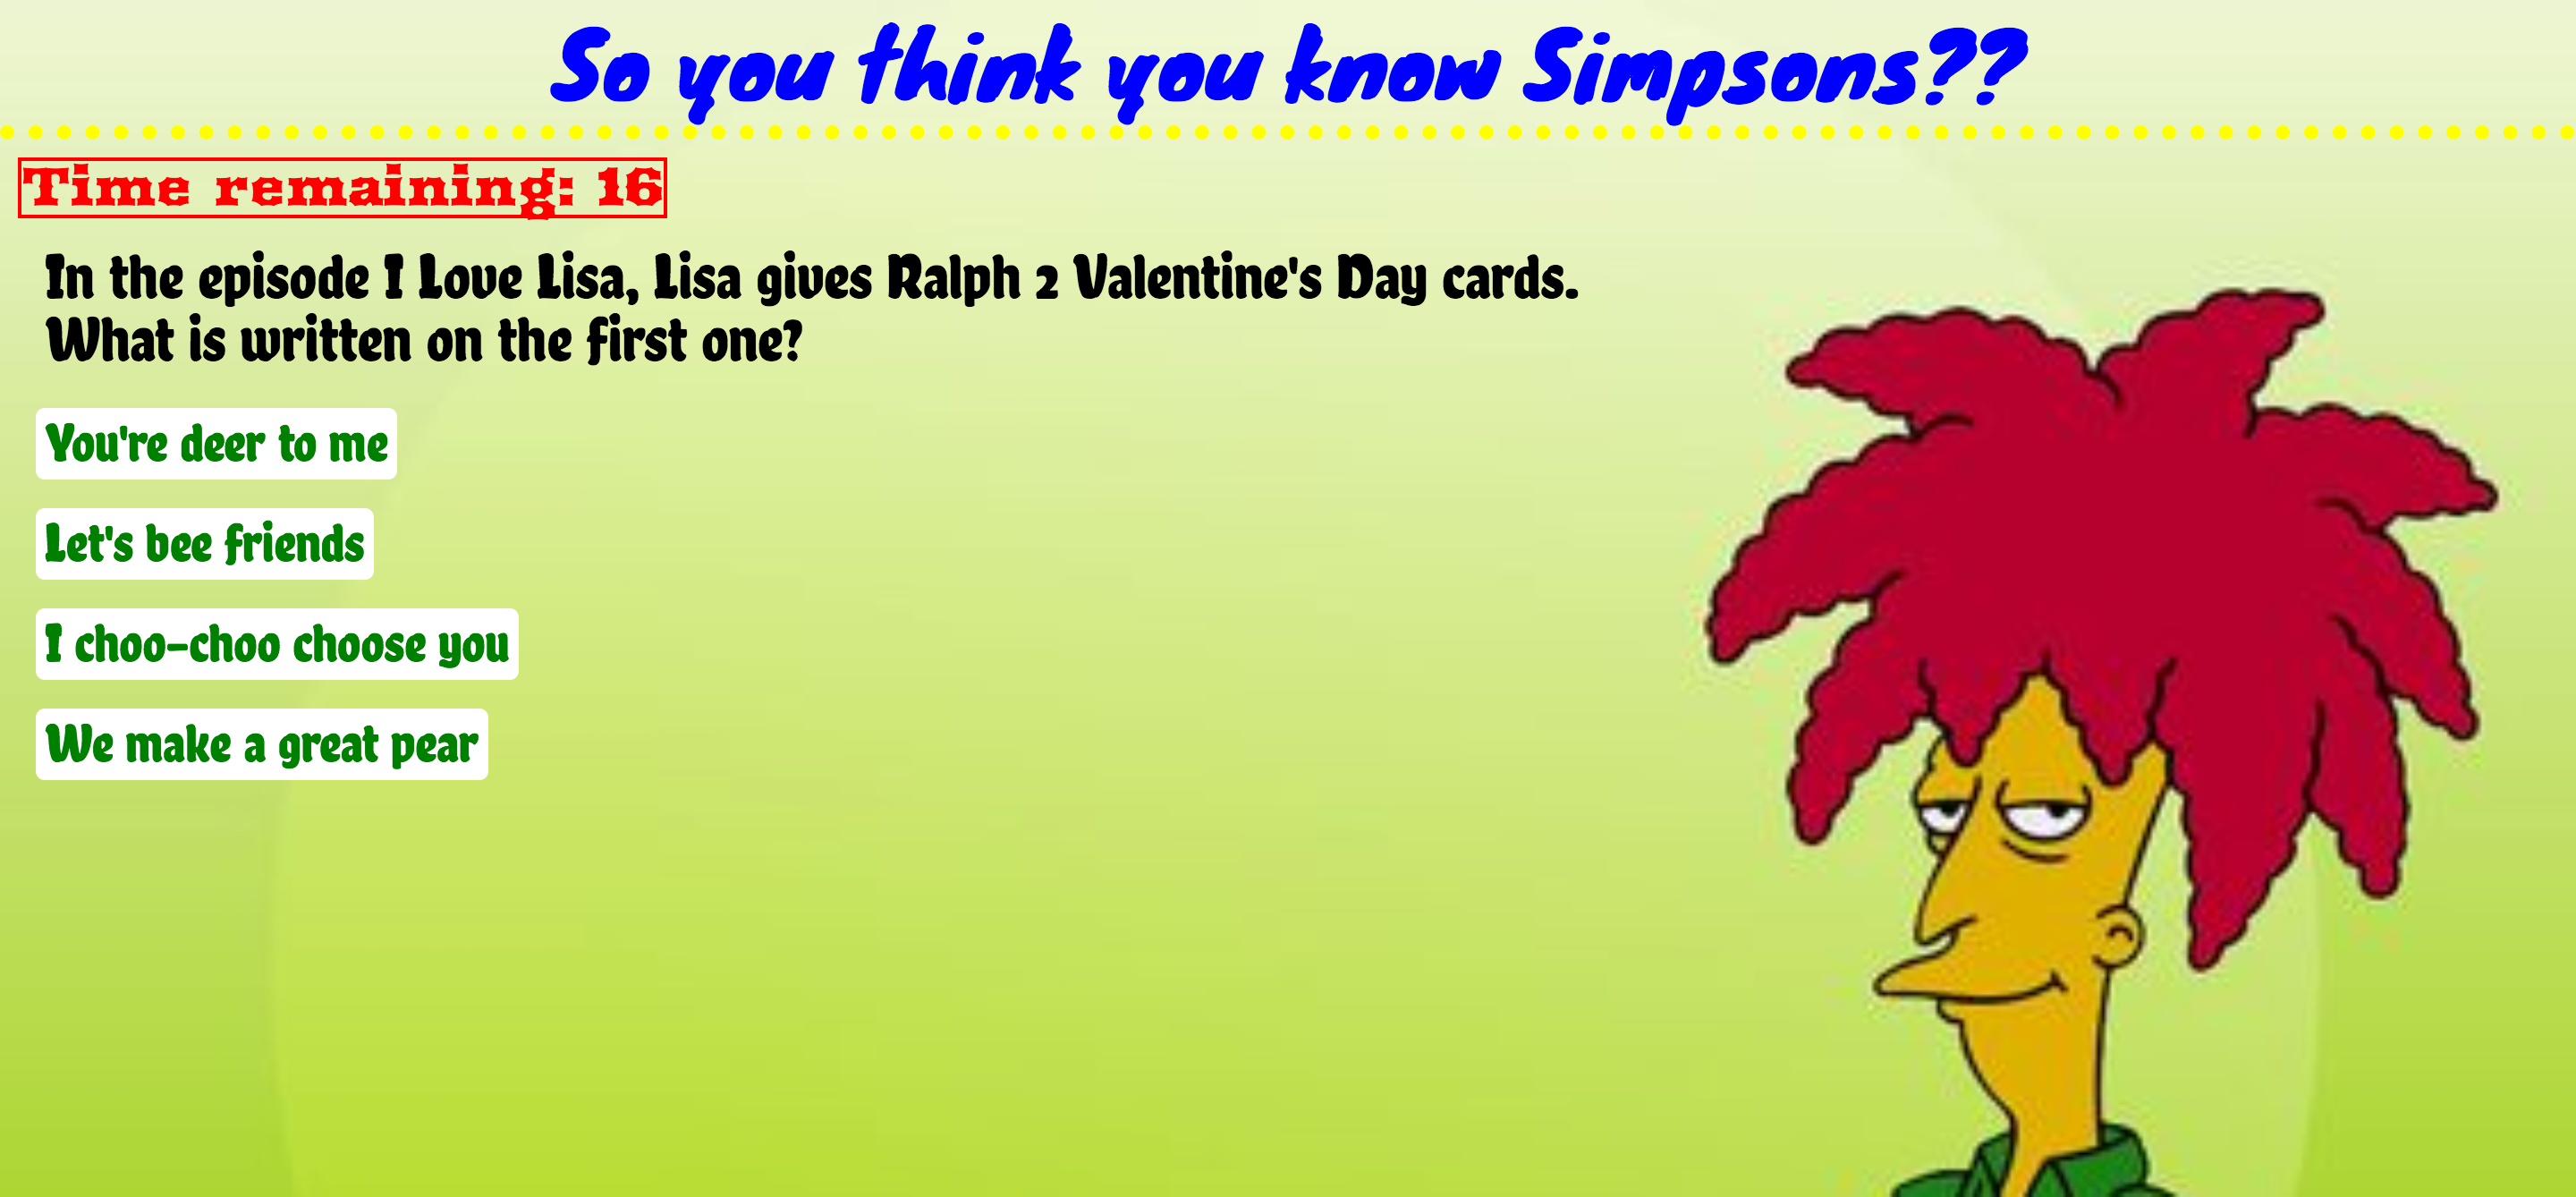 So you think you know Simpsons??
Time remaining: 16
In the episode I Love Lisa, Lisa gives Ralph 2 Valentine's Day cards.
What is written on the first one?
You're deer to me
Let's bee friends
I choo-choo choose you
We make a great pear